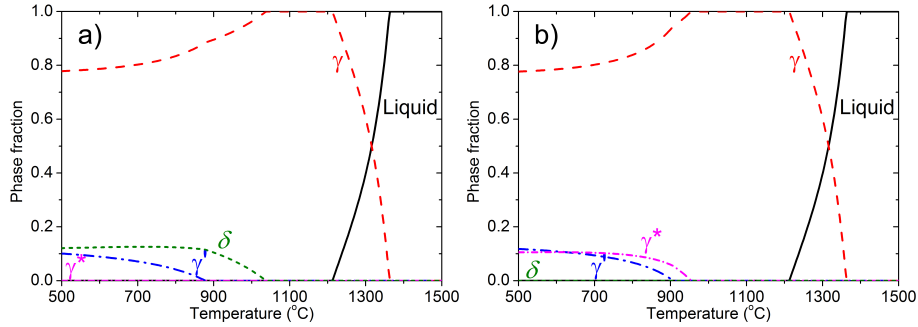 a)
Phase fraction
1.0
0.8
0.6
0.4
0.2
0.0
γ
Liquid
δ
γ*
γ'
500 700 900 1100 1300 1500
Temperature (°C)
b)
Phase fraction
1.0
0.8
0.6
0.4
0.2
0.0
γ
Liquid
γ*
δ
γ'
500 700 900 1100 1300 1500
Temperature (°C)